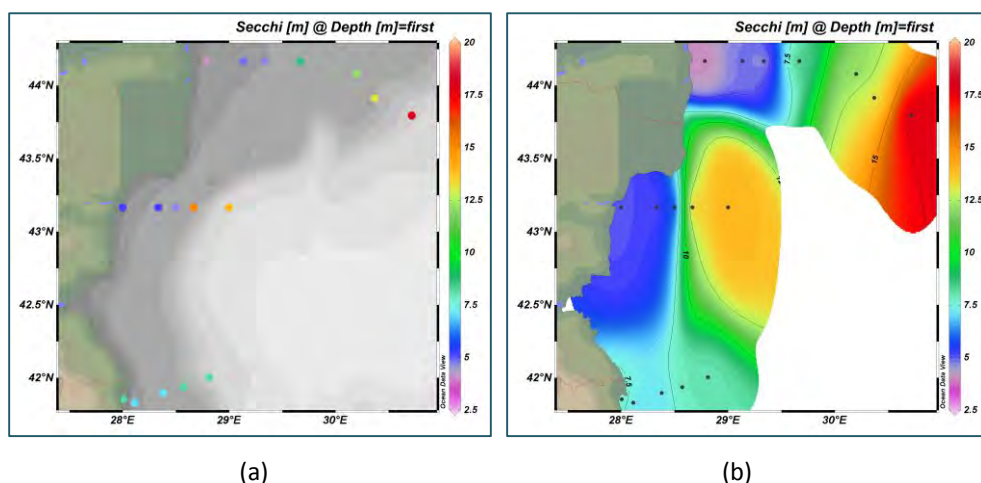 Secchi [m] @ Depth [m]=first
44°N
43.5°N
43°N
42.5°N
42°N
28°E
29°E
30°E
20
17.5
15
12.5
10
7.5
5
2.5
Ocean Data View
(a)
Secchi [m] @ Depth [m]=first
44°N
43.5°N
43°N
42.5°N
42°N
28°E
29°E
30°E
7.5
15
10
7.5
20
17.5
15
12.5
10
7.5
5
2.5
Ocean Data View
(b)